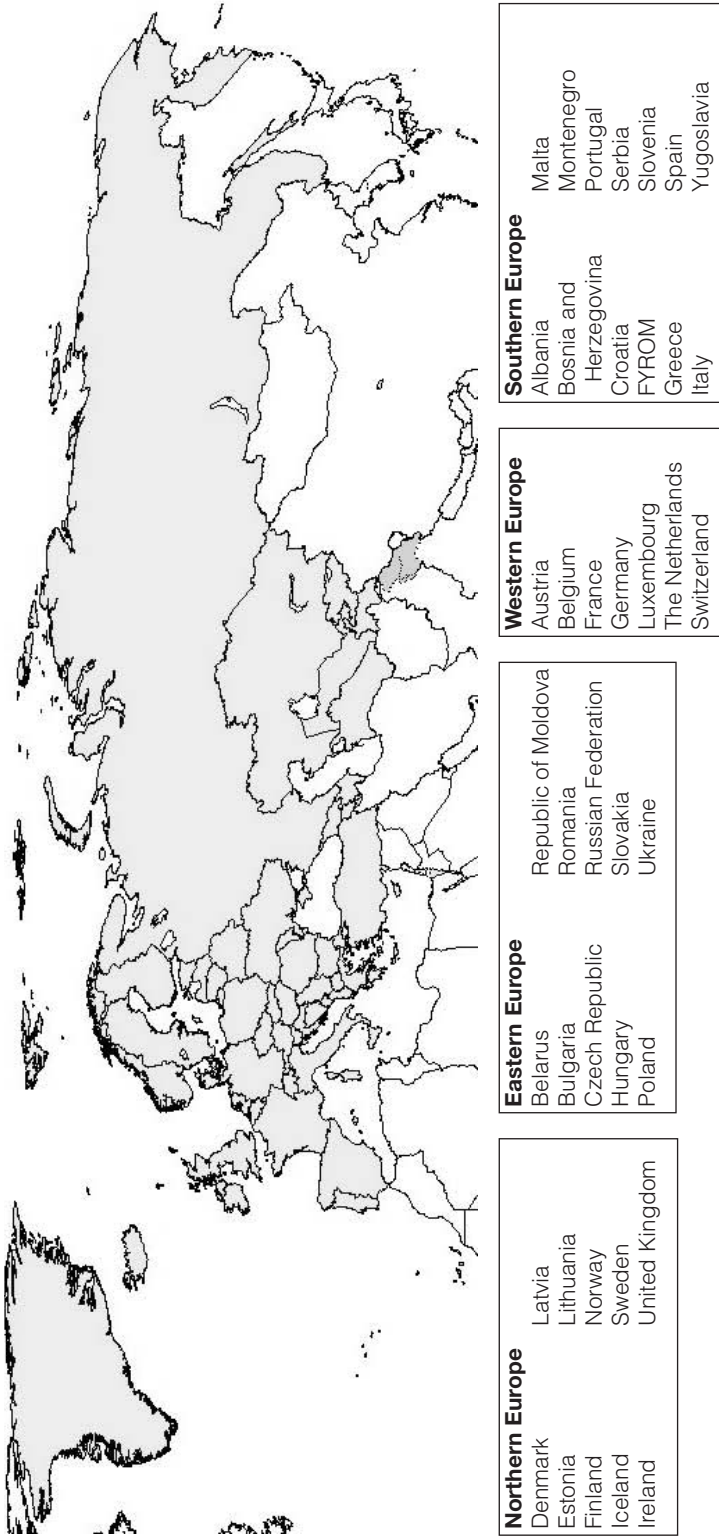 Northern Europe
Denmark
Estonia
Finland
Iceland
Ireland
Latvia
Lithuania
Norway
Sweden
United Kingdom
Eastern Europe
Belarus
Bulgaria
Czech Republic
Hungary
Poland
Republic of Moldova
Romania
Russian Federation
Slovakia
Ukraine
Western Europe
Austria
Belgium
France
Germany
Luxembourg
The Netherlands
Switzerland
Southern Europe
Albania
Bosnia and
Herzegovina
Croatia
FYROM
Greece
Italy
Malta
Montenegro
Portugal
Serbia
Slovenia
Spain
Yugoslavia